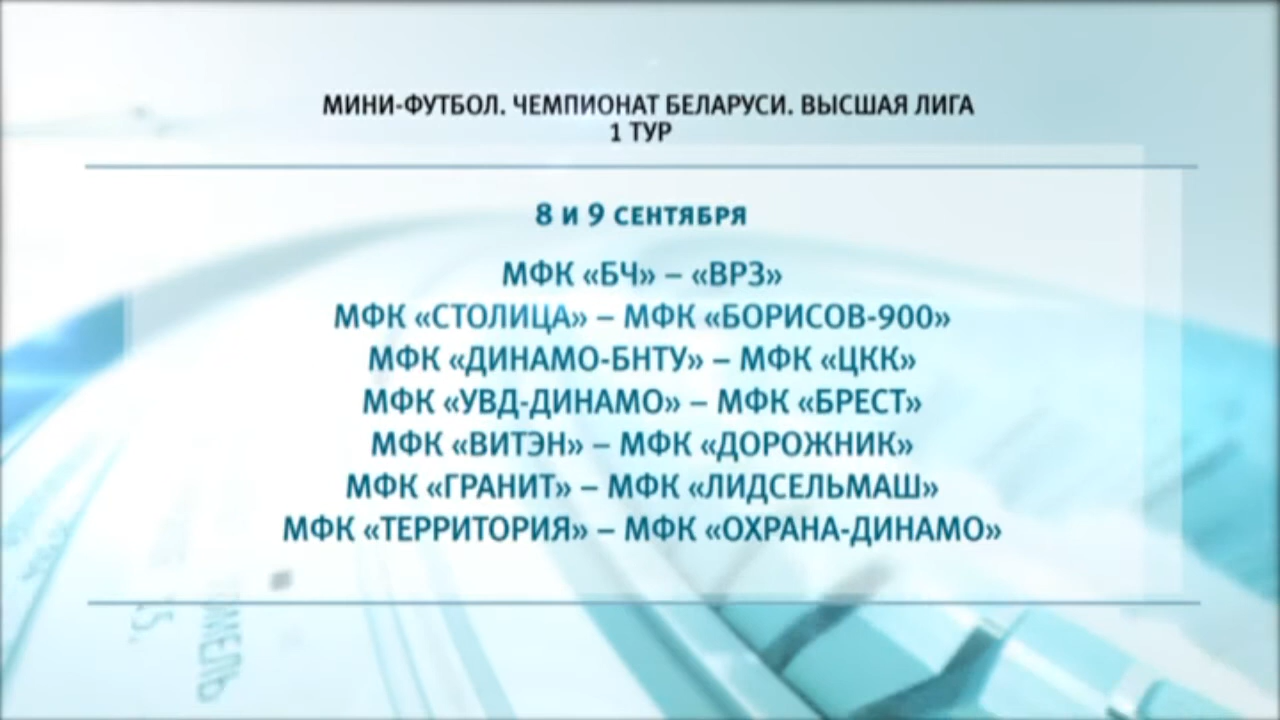 МИНИ-ФУТБОЛ. ЧЕМПИОНАТ БЕЛАРУСИ. ВЫСШАЯ ЛИГА
1 ТУР
8 И 9 СЕНТЯБРЯ
МФК «БЧ» – «ВРЗ»
МФК «СТОЛИЦА» – МФК «БОРИСОВ-900»
МФК «ДИНАМО-БНТУ» – МФК «ЦКК»
МФК «УВД-ДИНАМО» – МФК «БРЕСТ»
МФК «ВИТЭН» – МФК «ДОРОЖНИК»
МФК «ГРАНИТ» – МФК «ЛИДСЕЛЬМАШ»
МФК «ТЕРРИТОРИЯ» – МФК «ОХРАНА-ДИНАМО»